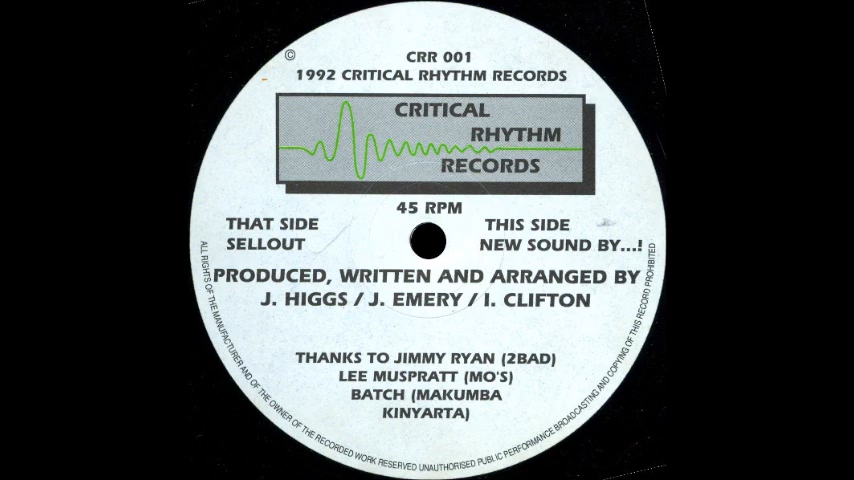 ©
CRR 001
1992 CRITICAL RHYTHM RECORDS
CRITICAL
RHYTHM
RECORDS
45 RPM
THAT SIDE
SELLOUT
THIS SIDE
NEW SOUND BY...!
PRODUCED, WRITTEN AND ARRANGED BY
J. HIGGS / J. EMERY / I. CLIFTON
THANKS TO JIMMY RYAN (2BAD)
LEE MUSPRATT (MO'S)
BATCH (MAKUMBA
KINYARTA)
ALL RIGHTS OF THE MANUFACTURER AND OF THE OWNER OF THE RECORDED WORK RESERVED UNAUTHORISED PUBLIC PERFORMANCE BROADCASTING AND COPYING OF THIS RECORD PROHIBITED